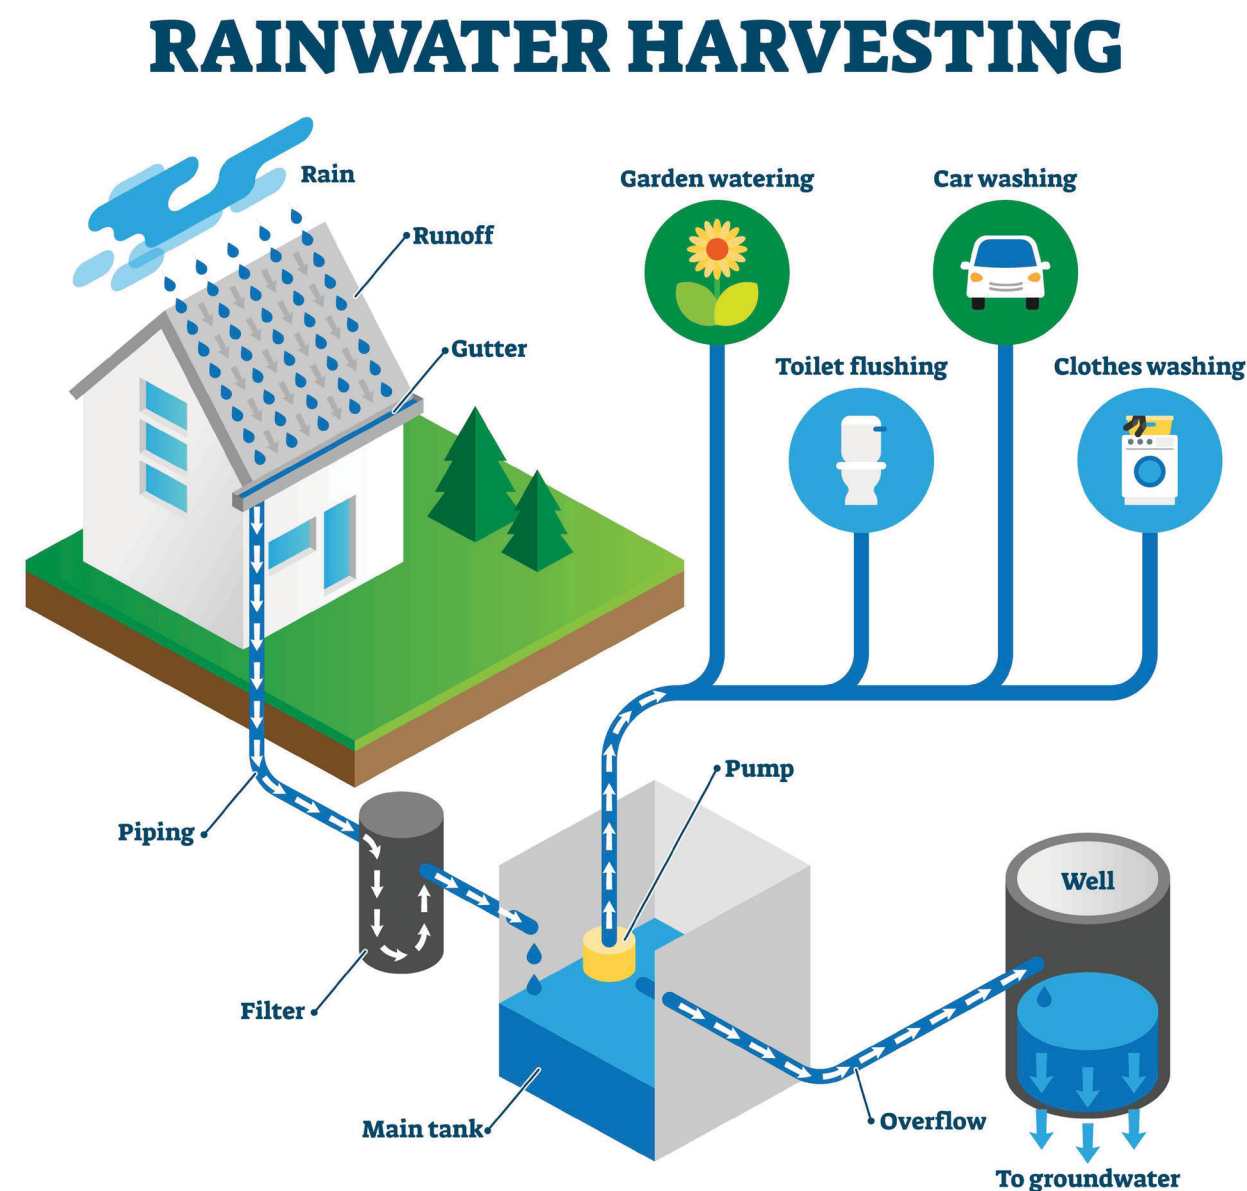 RAINWATER HARVESTING
Rain
Runoff
Gutter
Garden watering
Car washing
Toilet flushing
Clothes washing
Piping
Filter
Pump
Main tank
Well
Overflow
To groundwater